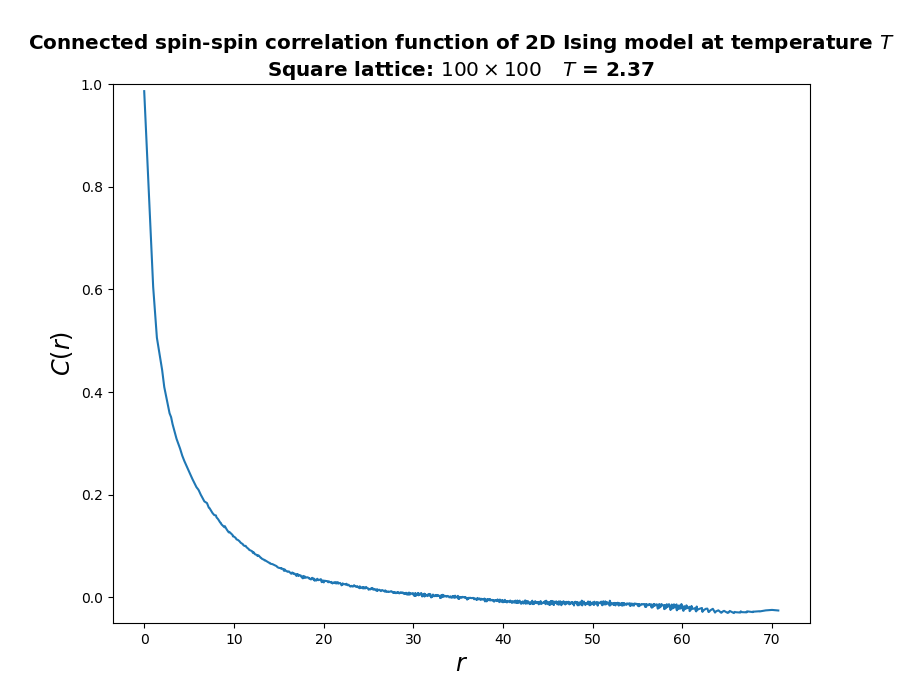 Connected spin-spin correlation function of 2D Ising model at temperature T
Square lattice: 100 × 100 T = 2.37
1.0
0.8
0.6
0.4
0.2
0.0
C(r)
0 10 20 30 40 50 60 70
r